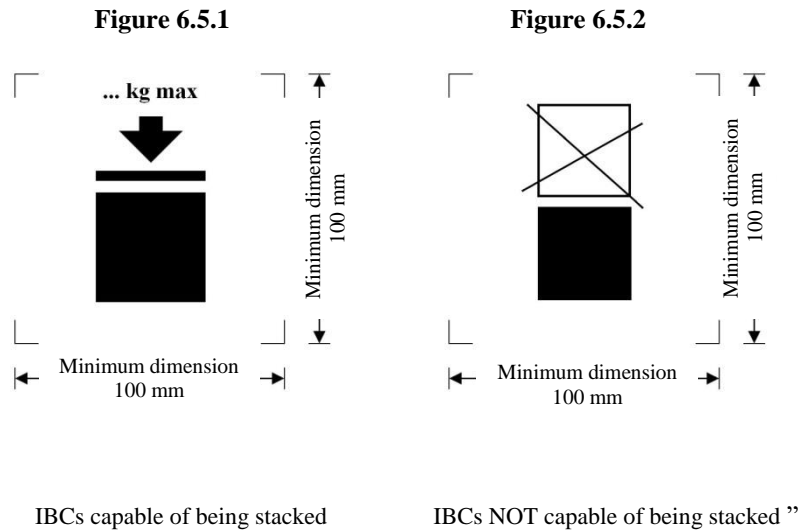 Figure 6.5.1
Figure 6.5.2
... kg max
Minimum dimension
100 mm
Minimum dimension
100 mm
Minimum dimension
100 mm
Minimum dimension
100 mm
IBCs capable of being stacked
IBCs NOT capable of being stacked ”